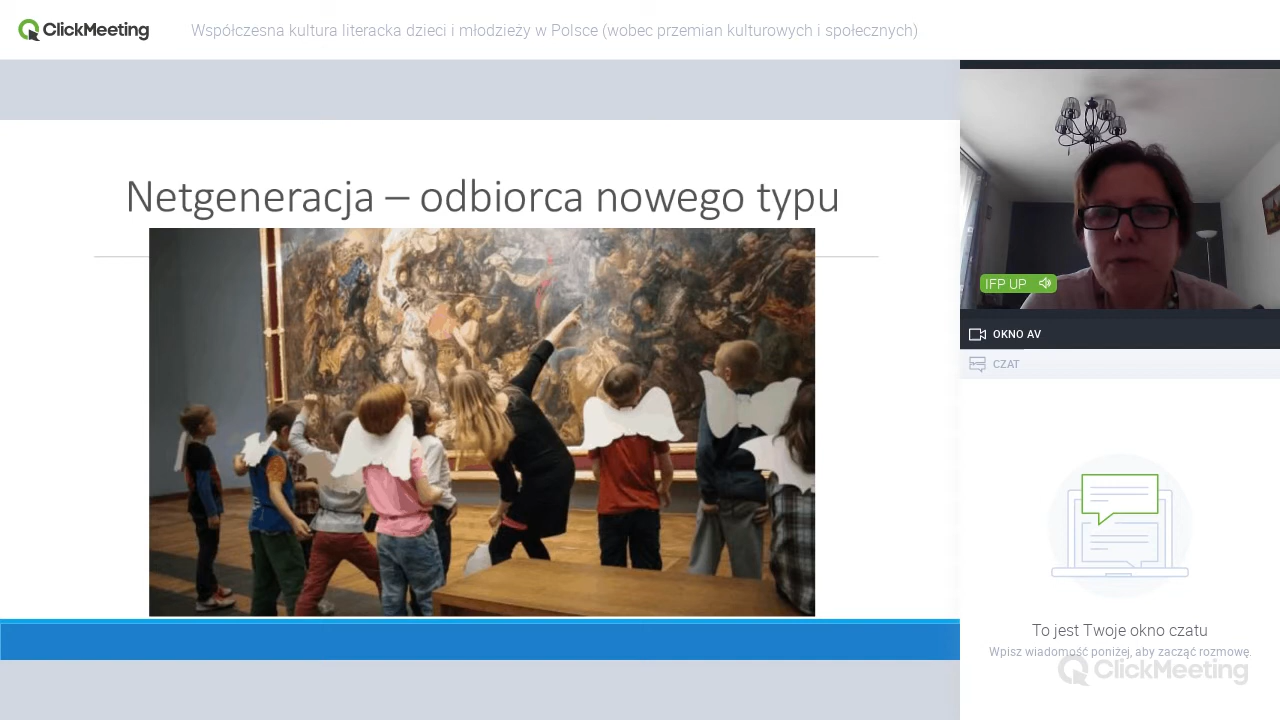 ClickMeeting
Współczesna kultura literacka dzieci i młodzieży w Polsce (wobec przemian kulturowych i społecznych)
Netgeneracja – odbiorca nowego typu
IFP UP
OKNO AV
CZAT
To jest Twoje okno czatu
Wpisz wiadomość poniżej, aby zacząć rozmowę.
ClickMeeting